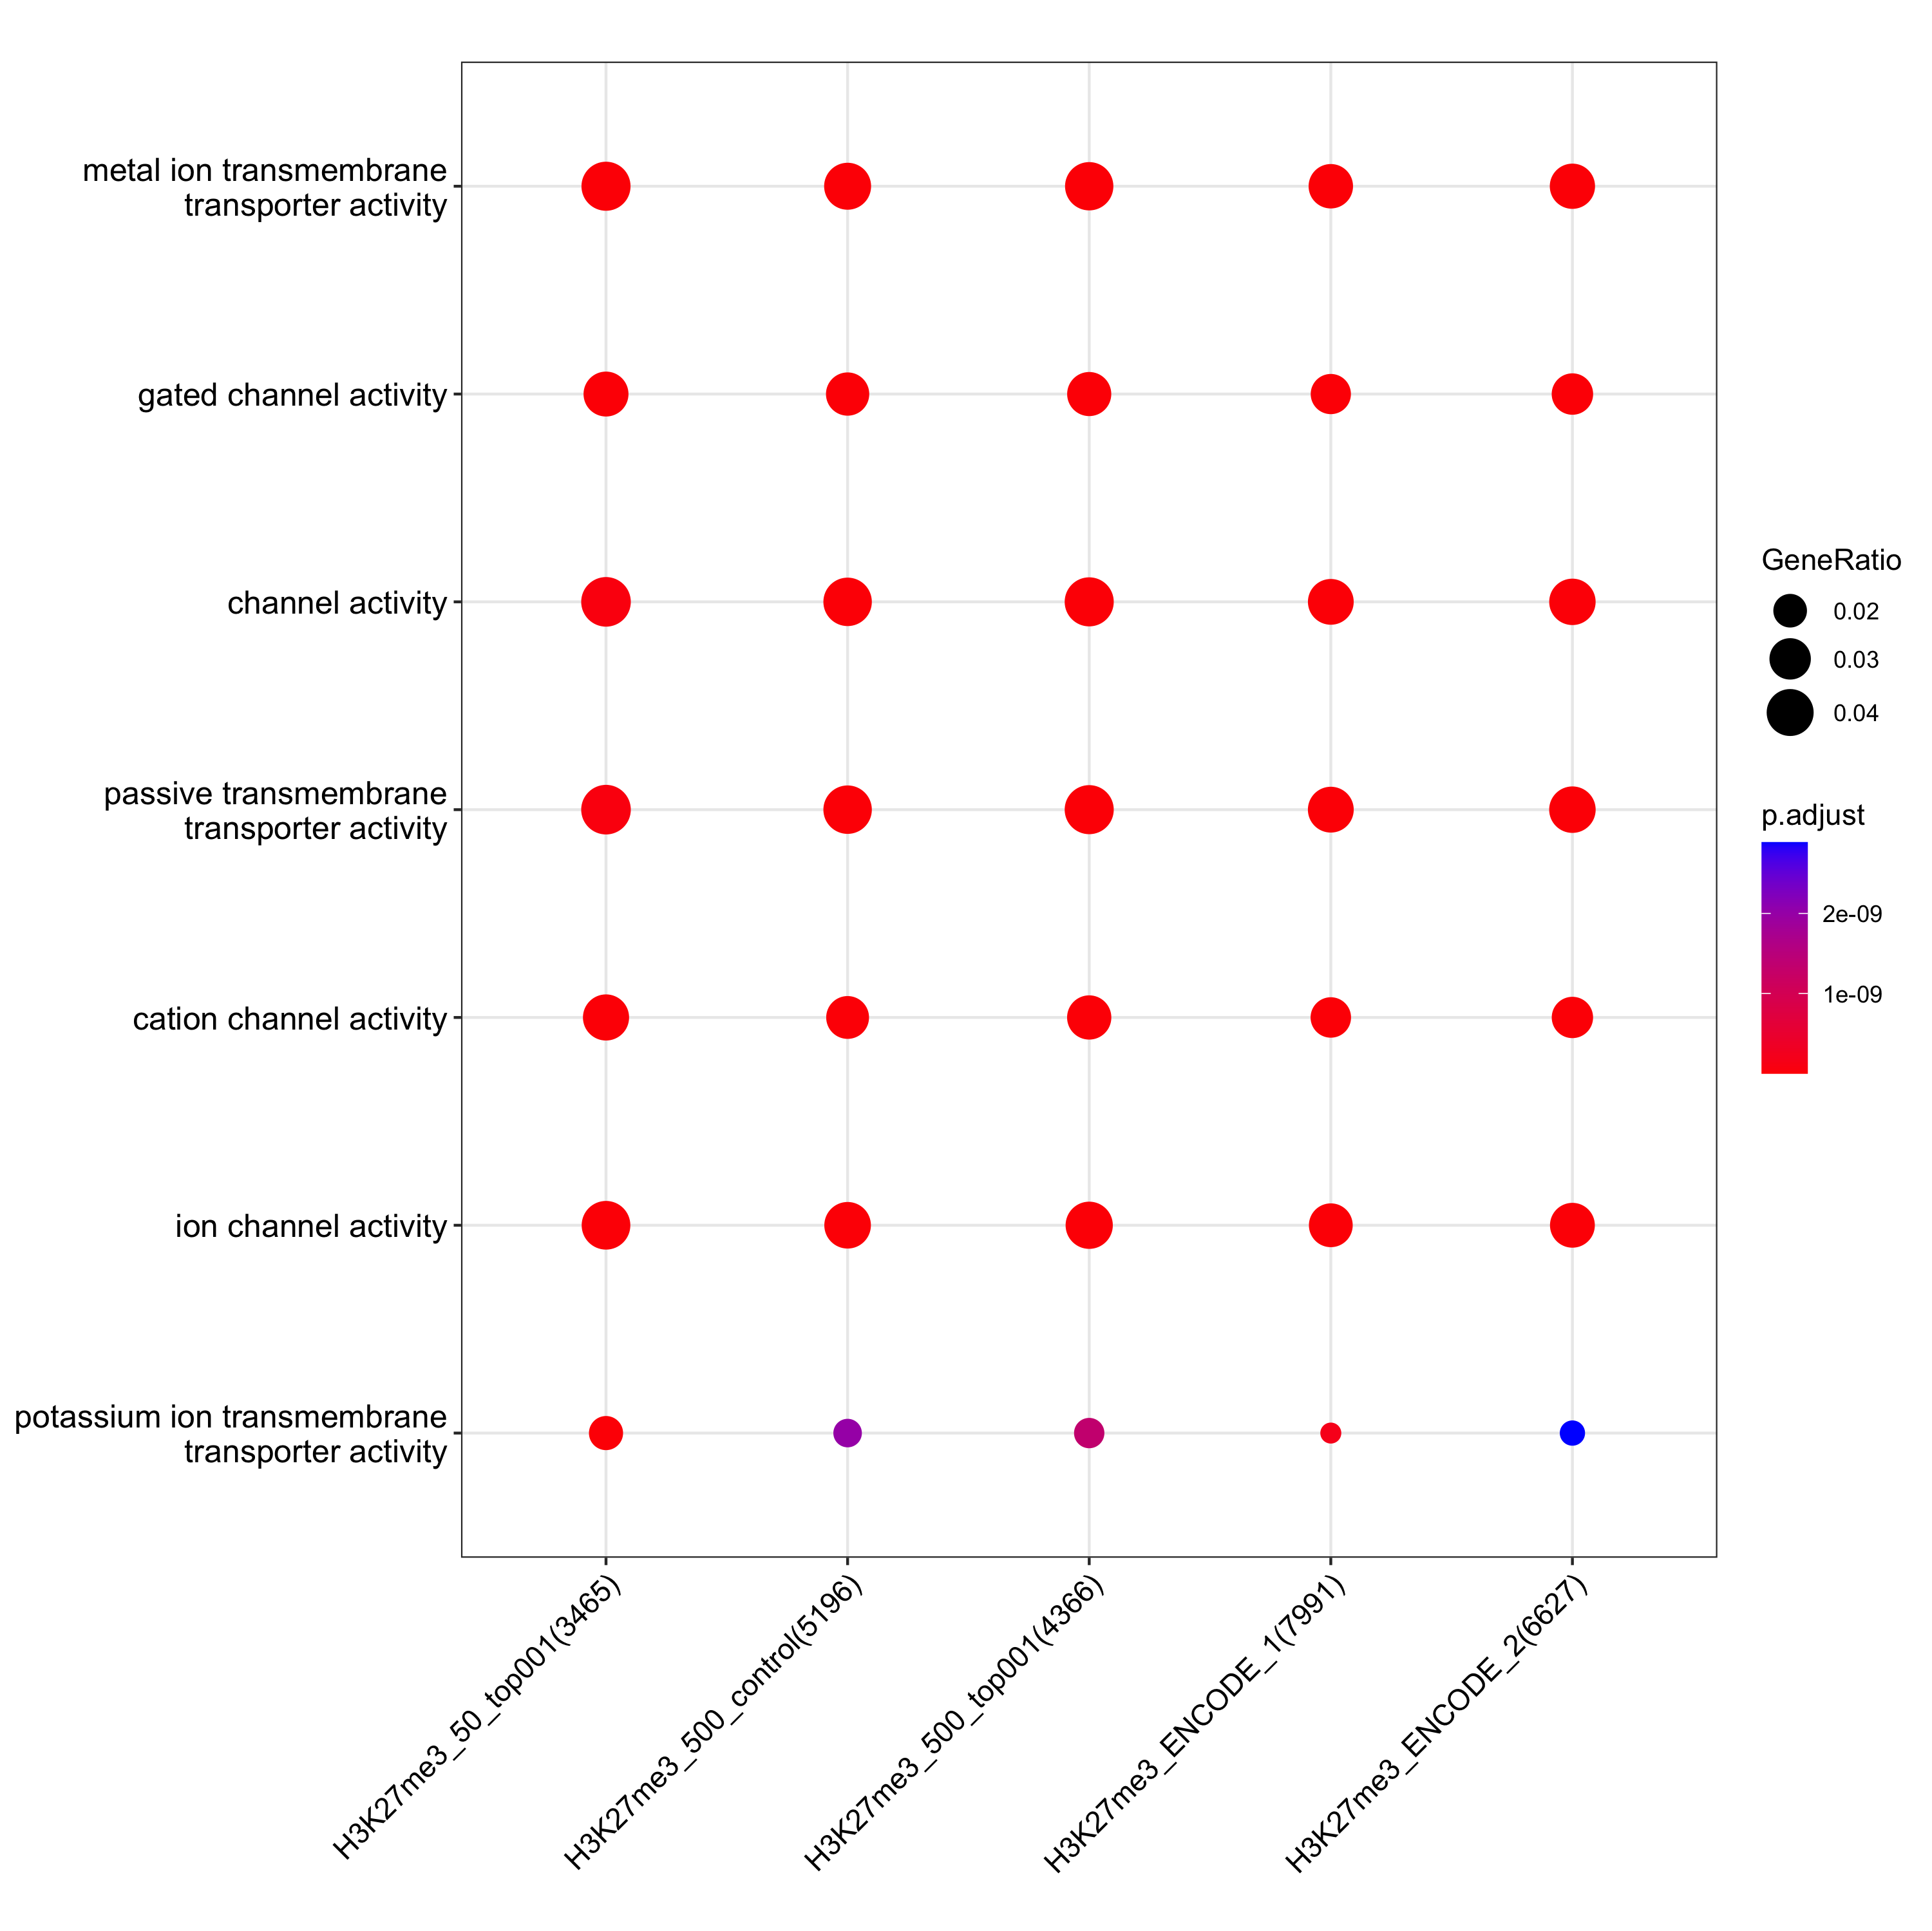 metal ion transmembrane
transporter activity
gated channel activity
channel activity
passive transmembrane
transporter activity
cation channel activity
ion channel activity
potassium ion transmembrane
transporter activity
H3K27me3_50_top001(3465)
H3K27me3_500_control(5196)
H3K27me3_500_top001(4366)
H3K27me3_ENCODE_1(7991)
H3K27me3_ENCODE_2(6627)
GeneRatio
0.02
0.03
0.04
p.adjust
2e-09
1e-09